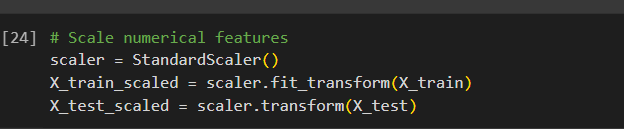 [24] # Scale numerical features
scaler = StandardScaler()
X_train_scaled = scaler.fit_transform(X_train)
X_test_scaled = scaler.transform(X_test)